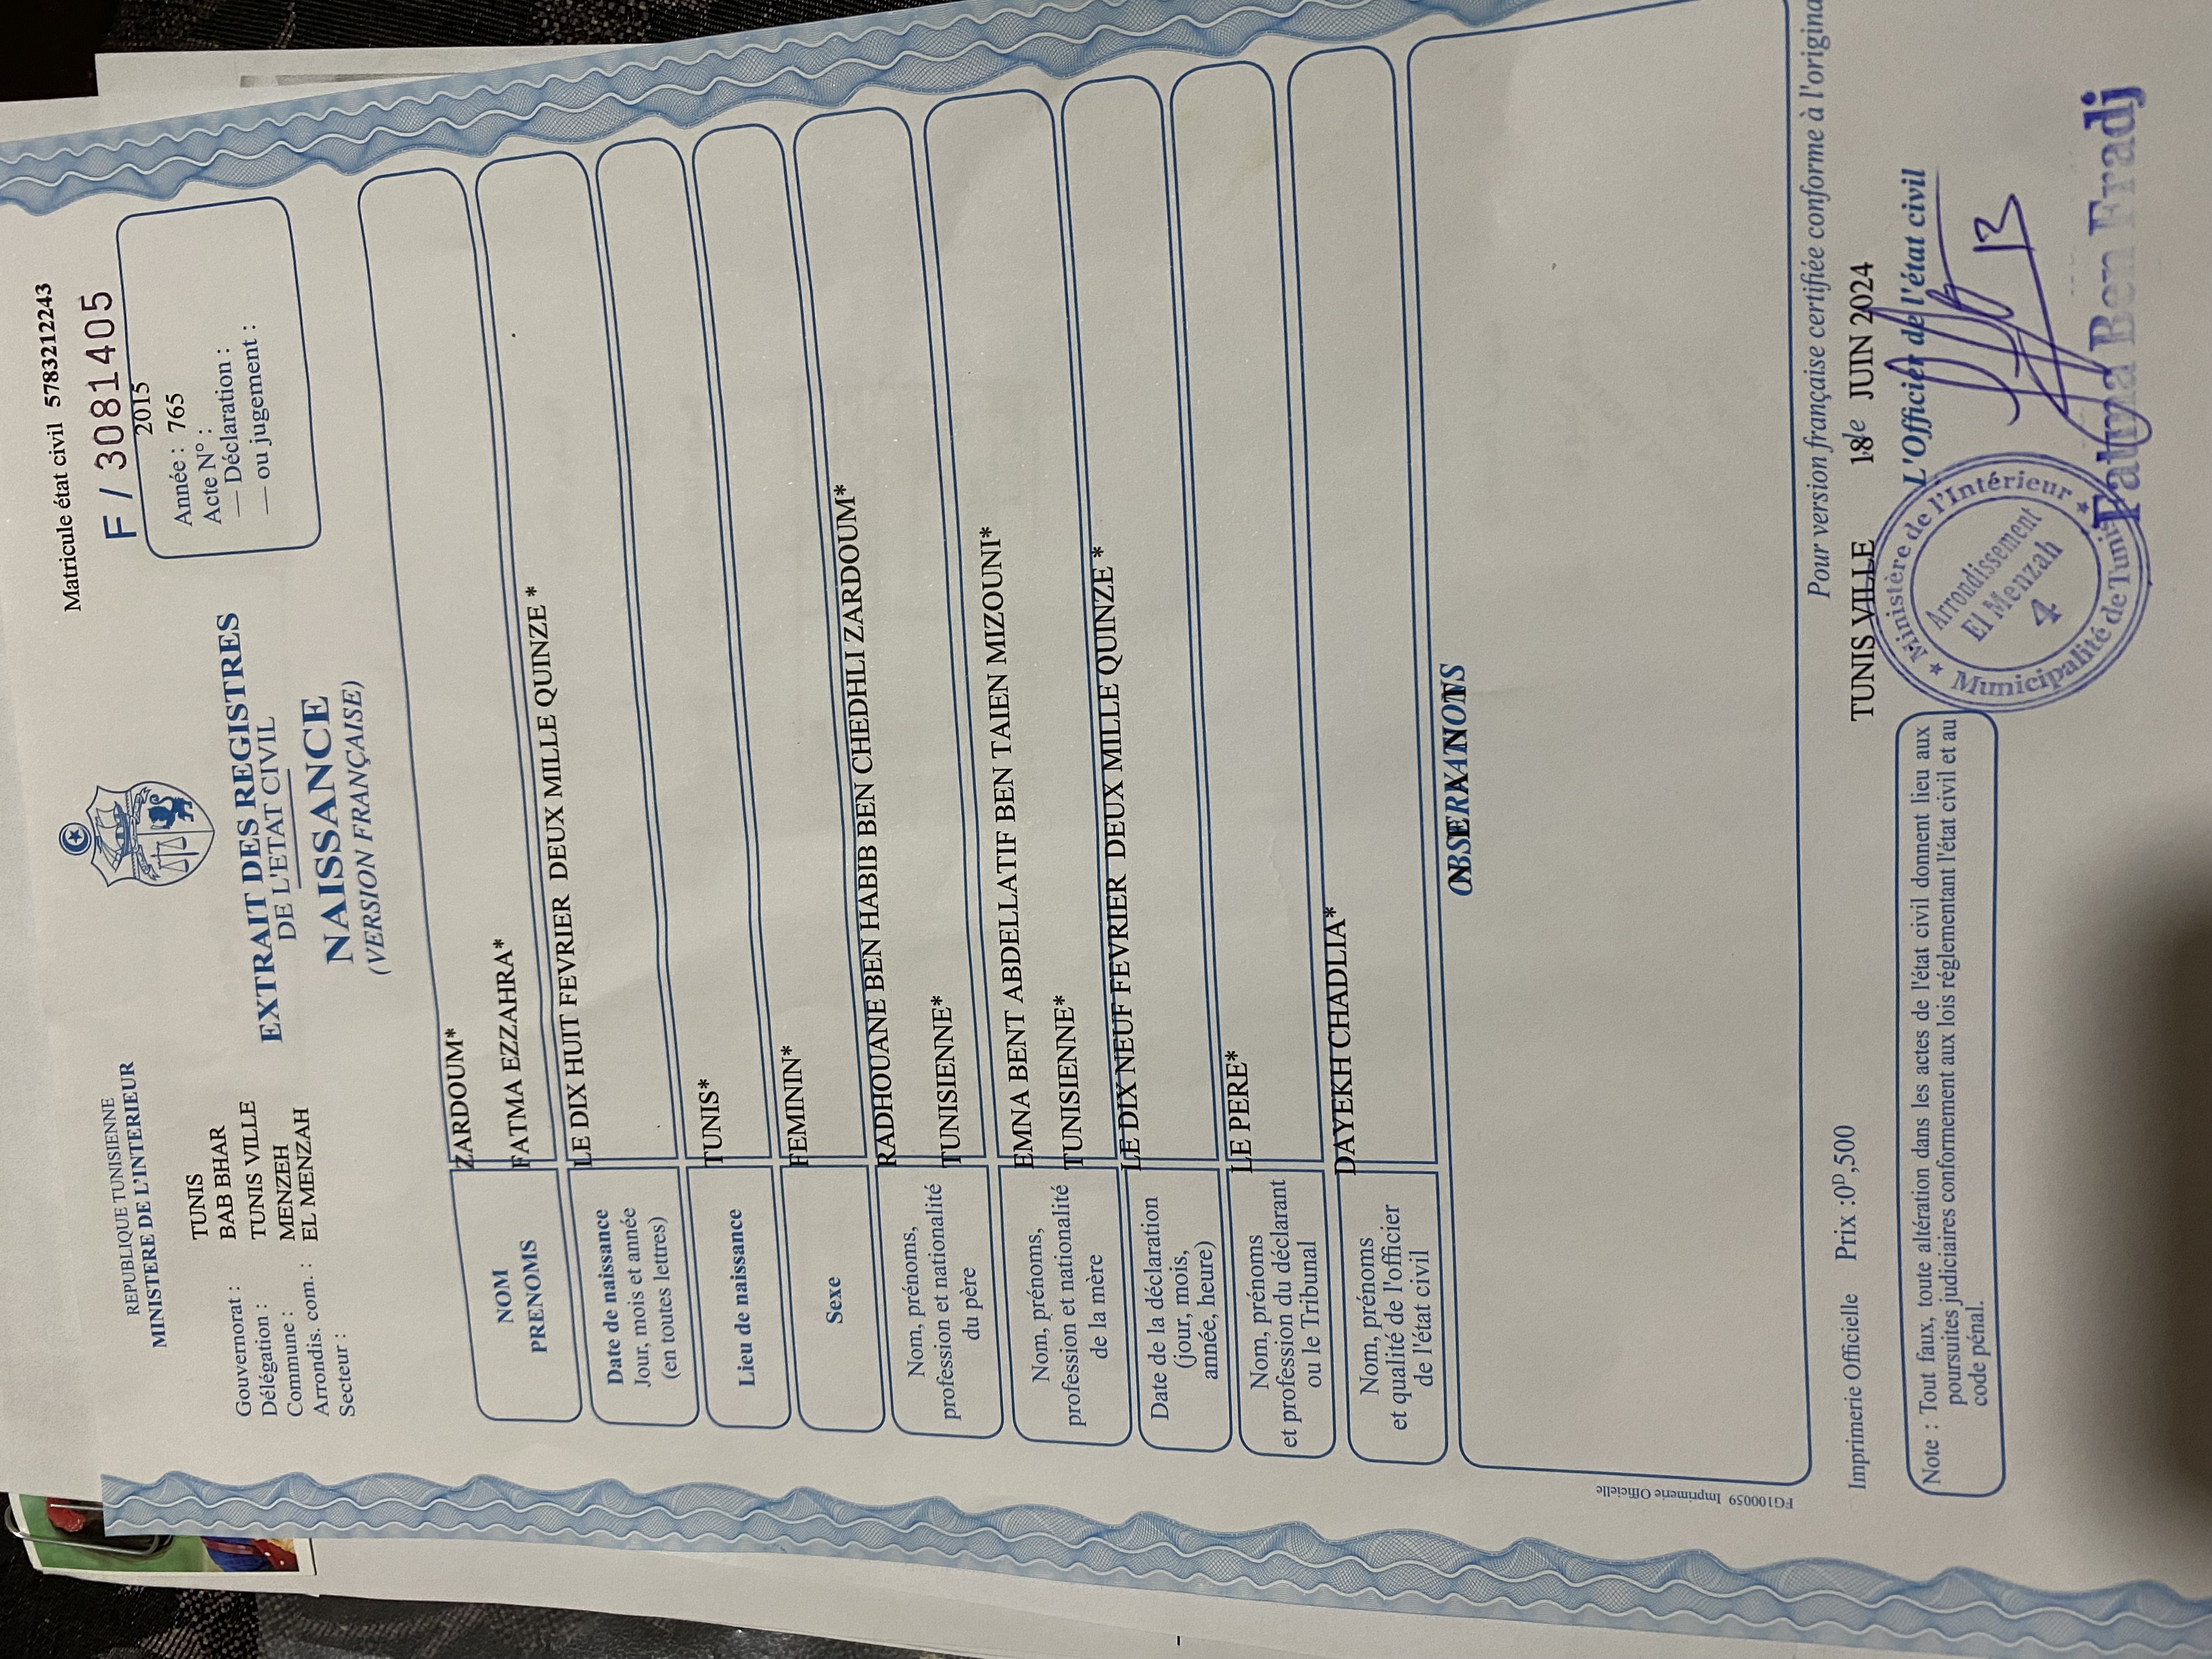 REPUBLIQUE TUNISIENNE
MINISTERE DE L'INTERIEUR
Matricule état civil 5783212243
F / 3081405
Gouvernorat : TUNIS
Délégation : BAB BHAR
Commune : TUNIS VILLE
Arrondis. com. : MENZEH
Secteur : EL MENZAH
EXTRAIT DES REGISTRES
DE L'ETAT CIVIL
NAISSANCE
(VERSION FRANÇAISE)
2015
Année : 765
Acte N° :
— Déclaration :
— ou jugement :
NOM ZARDOUM*
PRENOMS FATMA EZZAHRA*
Date de naissance LE DIX HUIT FEVRIER DEUX MILLE QUINZE *
Jour, mois et année
(en toutes lettres)
Lieu de naissance TUNIS*
Sexe FEMININ*
Nom, prénoms, RADHOUANE BEN HABIB BEN CHEDHLI ZARDOUM*
profession et nationalité TUNISIENNE*
du père
Nom, prénoms, EMNA BENT ABDELLATIF BEN TAIEN MIZOUNI*
profession et nationalité TUNISIENNE*
de la mère
Date de la déclaration LE DIX NEUF FEVRIER DEUX MILLE QUINZE *
(jour, mois,
année, heure)
Nom, prénoms LE PERE*
et profession du déclarant
ou le Tribunal
Nom, prénoms DAYEKH CHADLIA*
et qualité de l'officier
de l'état civil
OBSERVATIONS
FG100059 Imprimerie Officielle
Imprimerie Officielle Prix :0ᴰ,500
Pour version française certifiée conforme à l'origina
TUNIS VILLE 18 le JUIN 2024
L'Officier de l'état civil
Ministère de l'Intérieur
Municipalité de Tunis
Arrondissement
El Menzah
4
Fatma Ben Fradj
Note : Tout faux, toute altération dans les actes de l'état civil donnent lieu aux
poursuites judiciaires conformement aux lois réglementant l'état civil et au
code pénal.